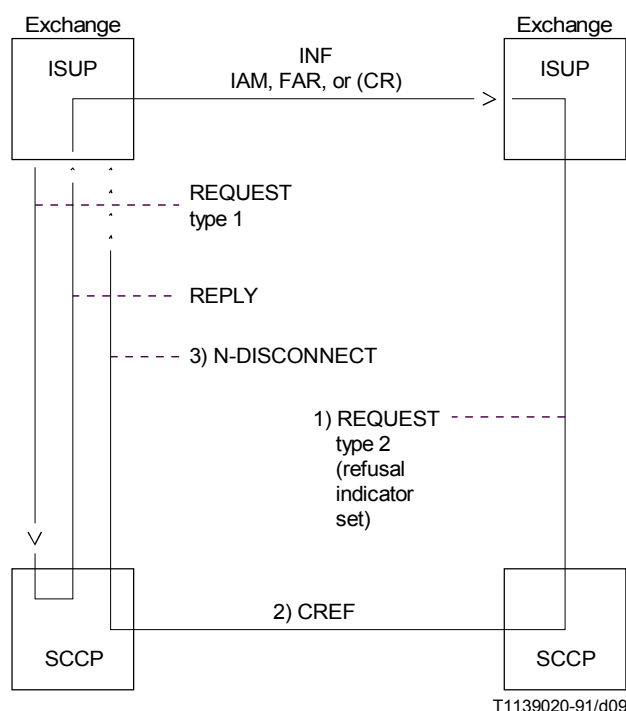 Exchange
Exchange
ISUP
INF
IAM, FAR, or (CR)
ISUP
REQUEST
type 1
REPLY
3) N-DISCONNECT
1) REQUEST
type 2
(refusal
indicator
set)
2) CREF
SCCP
SCCP
T1139020-91/d09